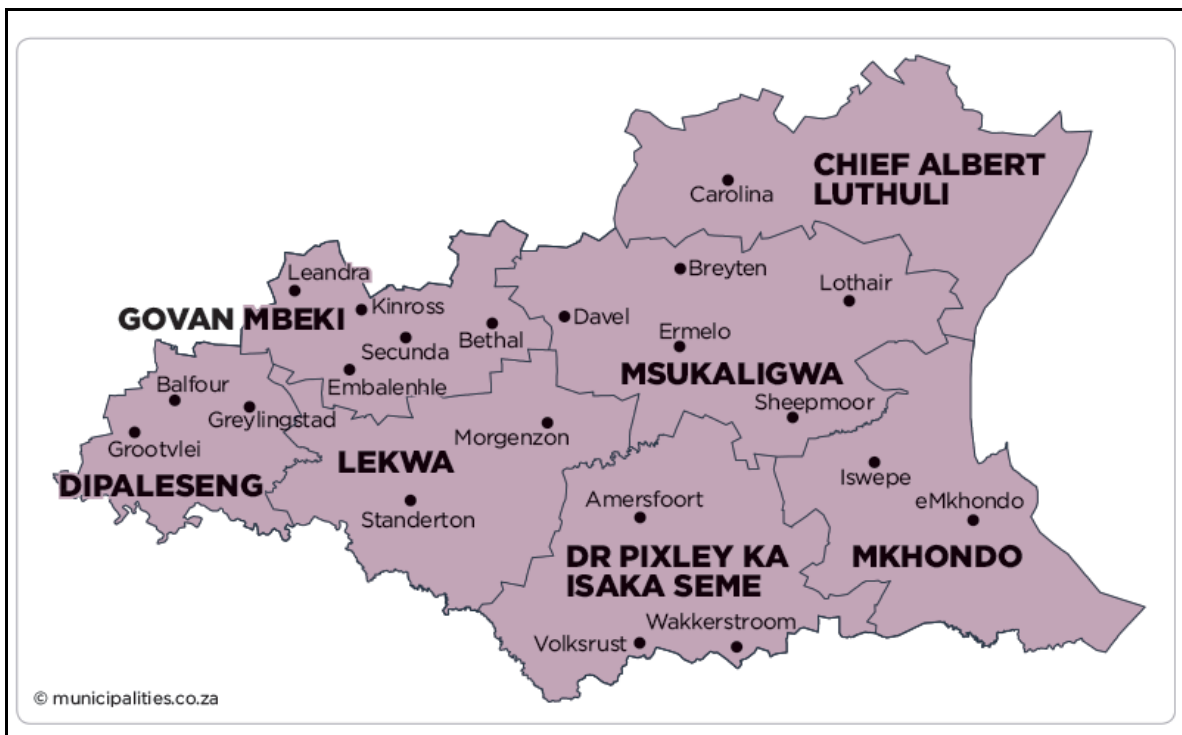 CHIEF ALBERT
LUTHULI
Carolina
Breyten
Lothair
Leandra
Kinross
GOVAN MBEKI
Davel
Bethal
Ermelo
Secunda
MSUKALIGWA
Embalenhle
Balfour
Sheepmoor
Greylingstad
Morgenzon
Grootvlei
LEKWA
Iswepe
DIPALESENG
Amersfoort
eMkhondo
Standerton
DR PIXLEY KA
ISAKA SEME
MKHONDO
Wakkerstroom
Volksrust
© municipalities.co.za